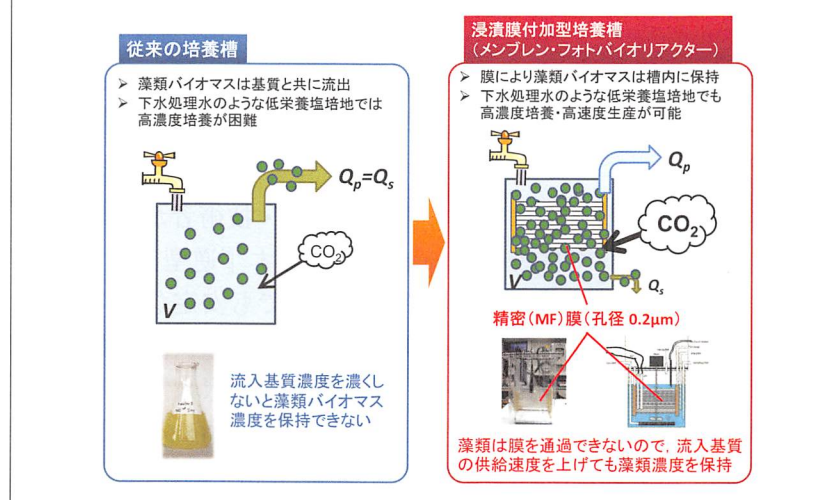 従来の培養槽
➢ 藻類バイオマスは基質と共に流出
➢ 下水処理水のような低栄養塩培地では
高濃度培養が困難
Qp=Qs
CO2
V
流入基質濃度を濃くし
ないと藻類バイオマス
濃度を保持できない
浸漬膜付加型培養槽
(メンブレン・フォトバイオリアクター)
➢ 膜により藻類バイオマスは槽内に保持
➢ 下水処理水のような低栄養塩培地でも
高濃度培養・高速度生産が可能
Qp
CO2
V
Qs
精密(MF)膜(孔径 0.2μm)
藻類は膜を通過できないので，流入基質
の供給速度を上げても藻類濃度を保持